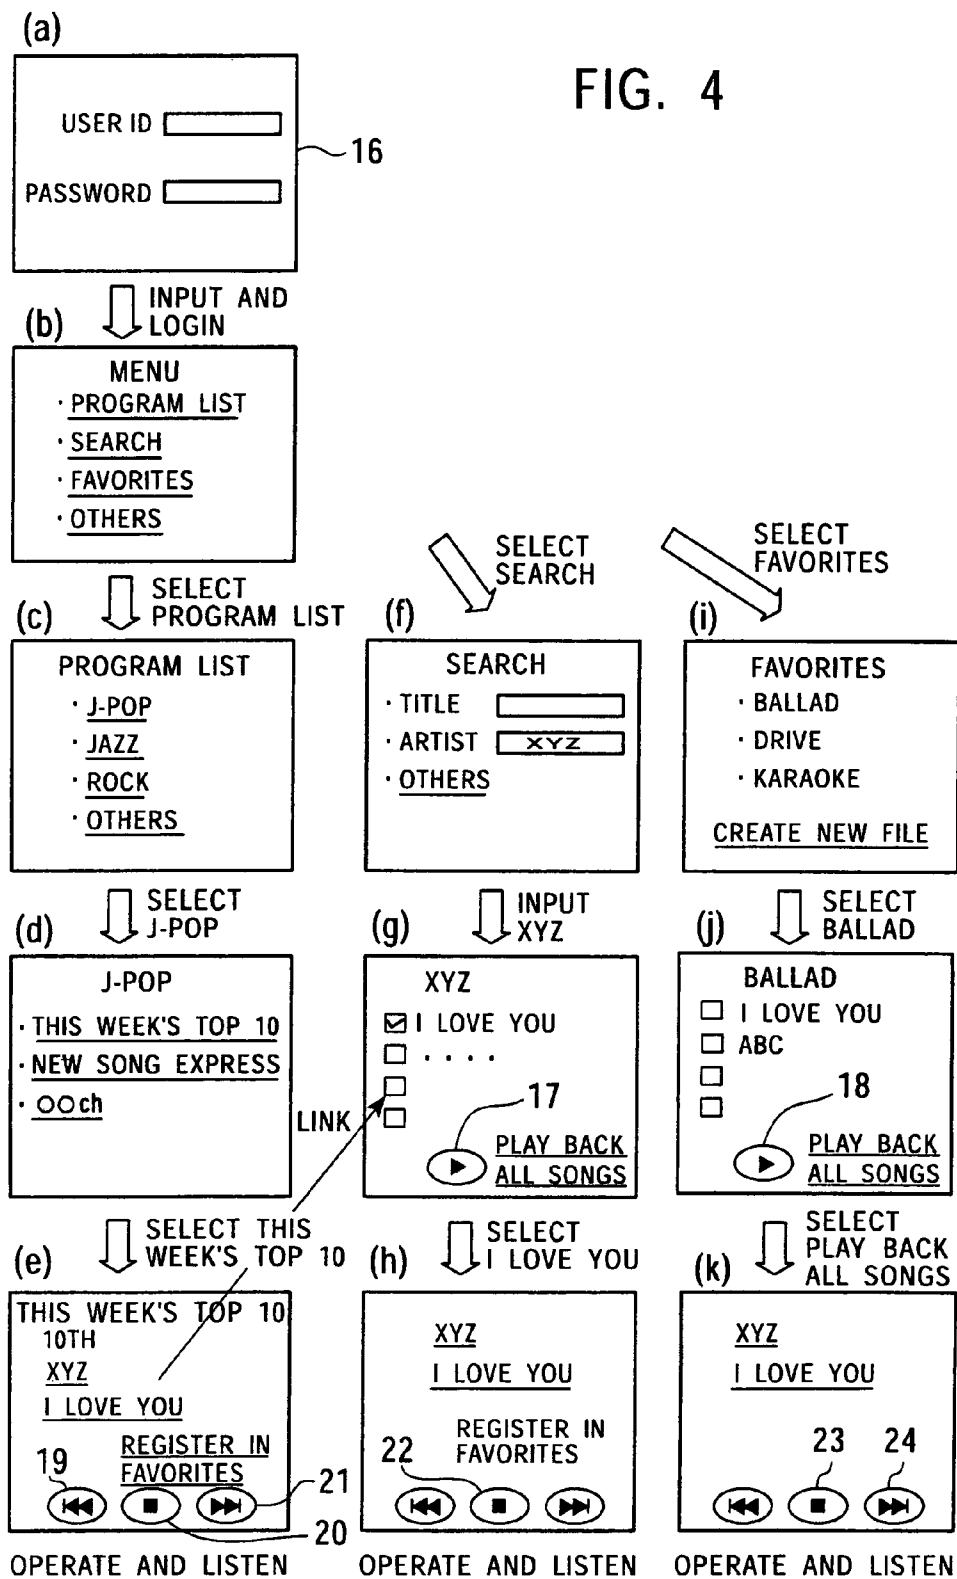 FIG. 4
(a)
USER ID
16
PASSWORD
INPUT AND
LOGIN
(b)
MENU
· PROGRAM LIST
· SEARCH
· FAVORITES
· OTHERS
SELECT
PROGRAM LIST
(c)
PROGRAM LIST
· J-POP
· JAZZ
· ROCK
· OTHERS
SELECT
J-POP
(d)
J-POP
· THIS WEEK'S TOP 10
· NEW SONG EXPRESS
· ○○ch
SELECT THIS
WEEK'S TOP 10
(e)
THIS WEEK'S TOP 10
10TH
XYZ
I LOVE YOU
REGISTER IN
FAVORITES
19
20
21
OPERATE AND LISTEN
LINK
SELECT
SEARCH
(f)
SEARCH
· TITLE
· ARTIST XYZ
· OTHERS
INPUT
XYZ
(g)
XYZ
I LOVE YOU
· · · ·
17
PLAY BACK
ALL SONGS
SELECT
I LOVE YOU
(h)
XYZ
I LOVE YOU
REGISTER IN
FAVORITES
22
OPERATE AND LISTEN
SELECT
FAVORITES
(i)
FAVORITES
· BALLAD
· DRIVE
· KARAOKE
CREATE NEW FILE
SELECT
BALLAD
(j)
BALLAD
I LOVE YOU
ABC
18
PLAY BACK
ALL SONGS
SELECT
PLAY BACK
ALL SONGS
(k)
XYZ
I LOVE YOU
23
24
OPERATE AND LISTEN